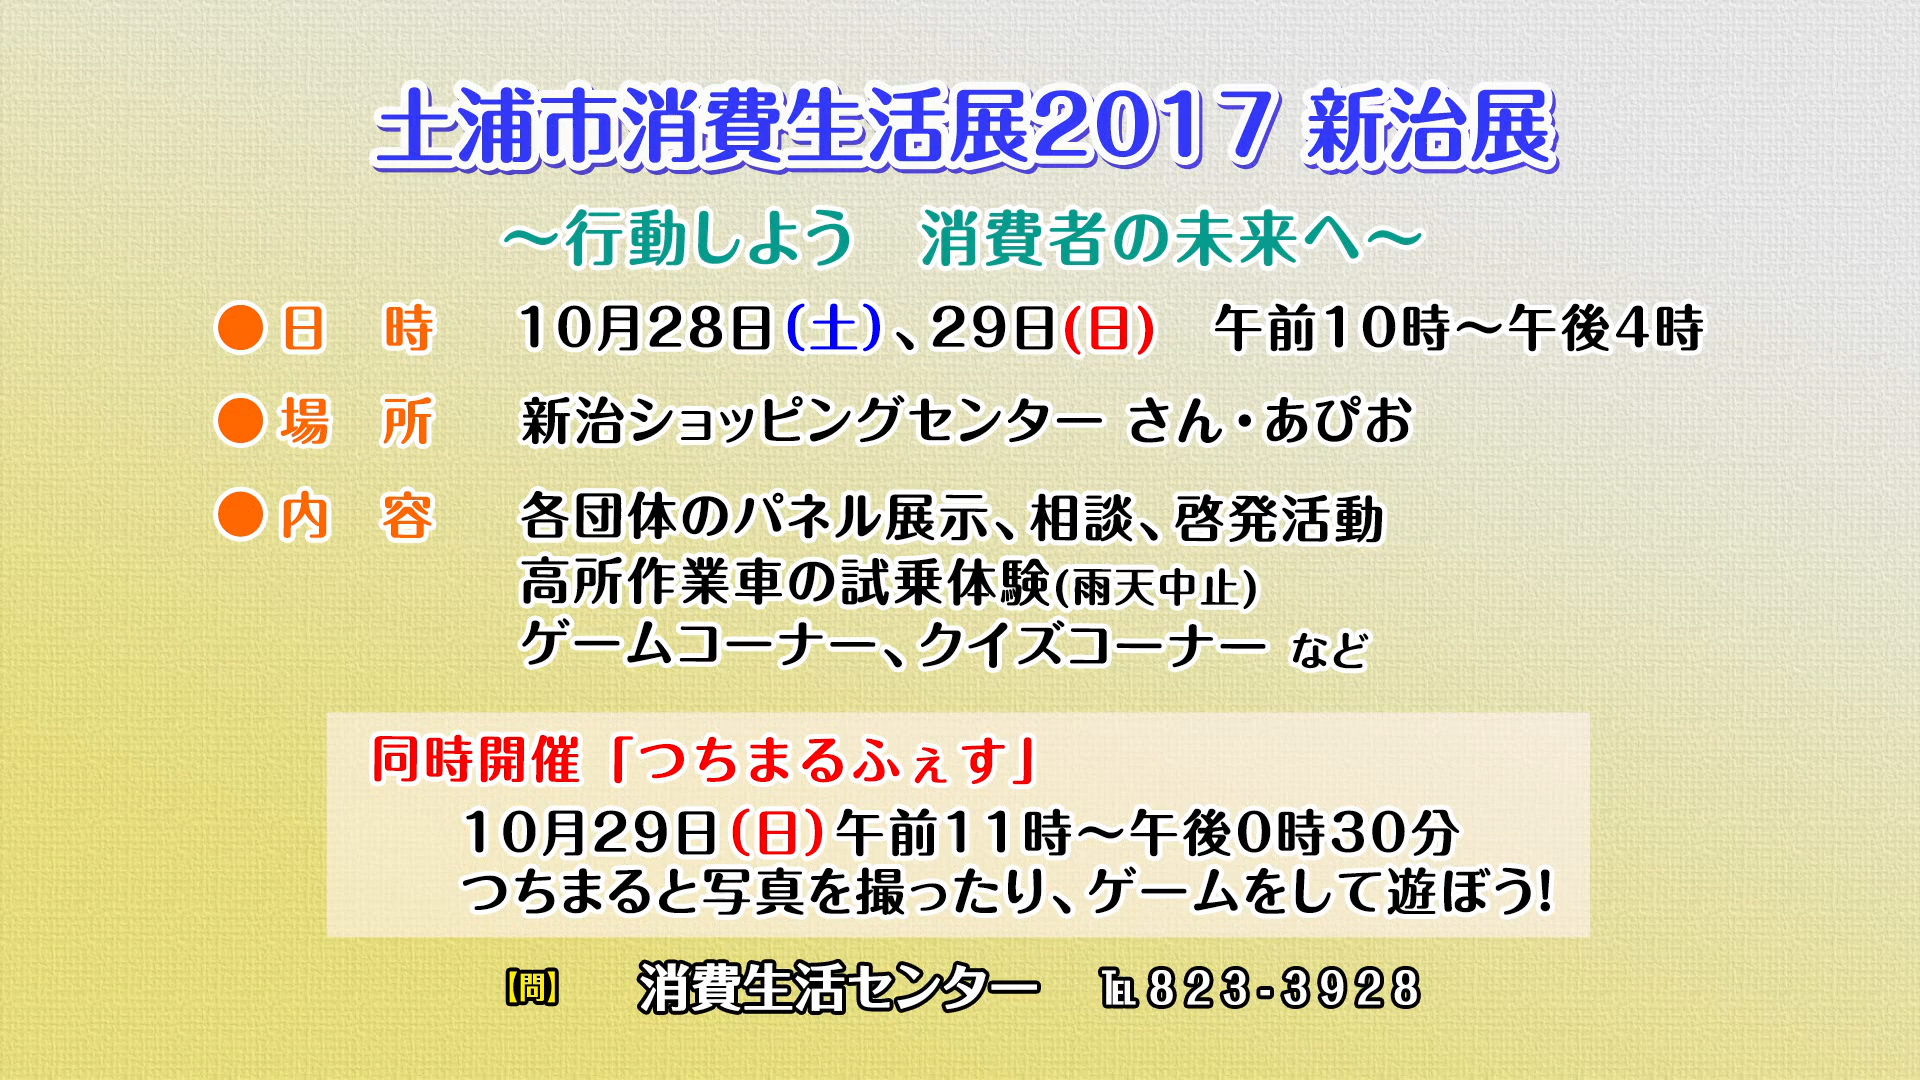 土浦市消費生活展2017 新治展
～行動しよう　消費者の未来へ～
●日　時　10月28日(土)、29日(日)　午前10時～午後4時
●場　所　新治ショッピングセンター さん・あぴお
●内　容　各団体のパネル展示、相談、啓発活動
高所作業車の試乗体験(雨天中止)
ゲームコーナー、クイズコーナー など
同時開催「つちまるふぇす」
10月29日(日)午前11時～午後0時30分
つちまると写真を撮ったり、ゲームをして遊ぼう!
【問】　消費生活センター　℡823-3928